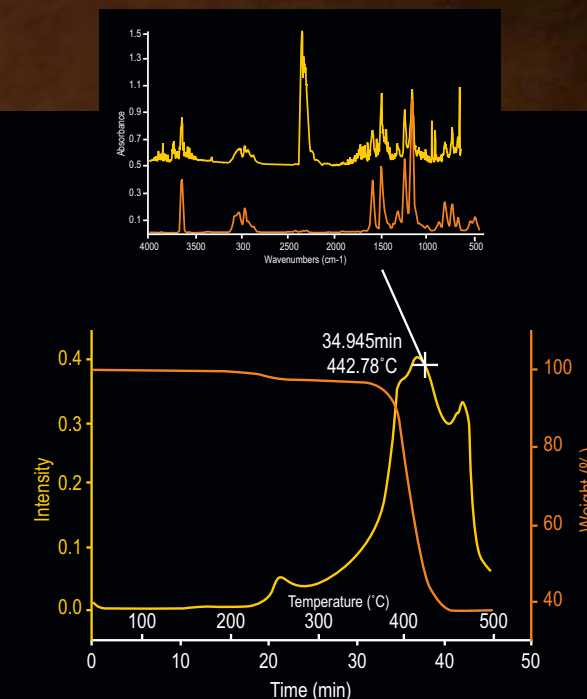 1.5
1.3
1.1
0.9
0.7
0.5
0.3
0.1
Absorbance
4000 3500 300 2500 2000 1500 1000 500
Wavenumbers (cm-1)
34.945min
442.78˚C
0.4
0.3
0.2
0.1
0.0
Intensity
100
80
60
40
Weight (%)
Temperature (˚C)
100 200 300 400 500
0 10 20 30 40 50
Time (min)